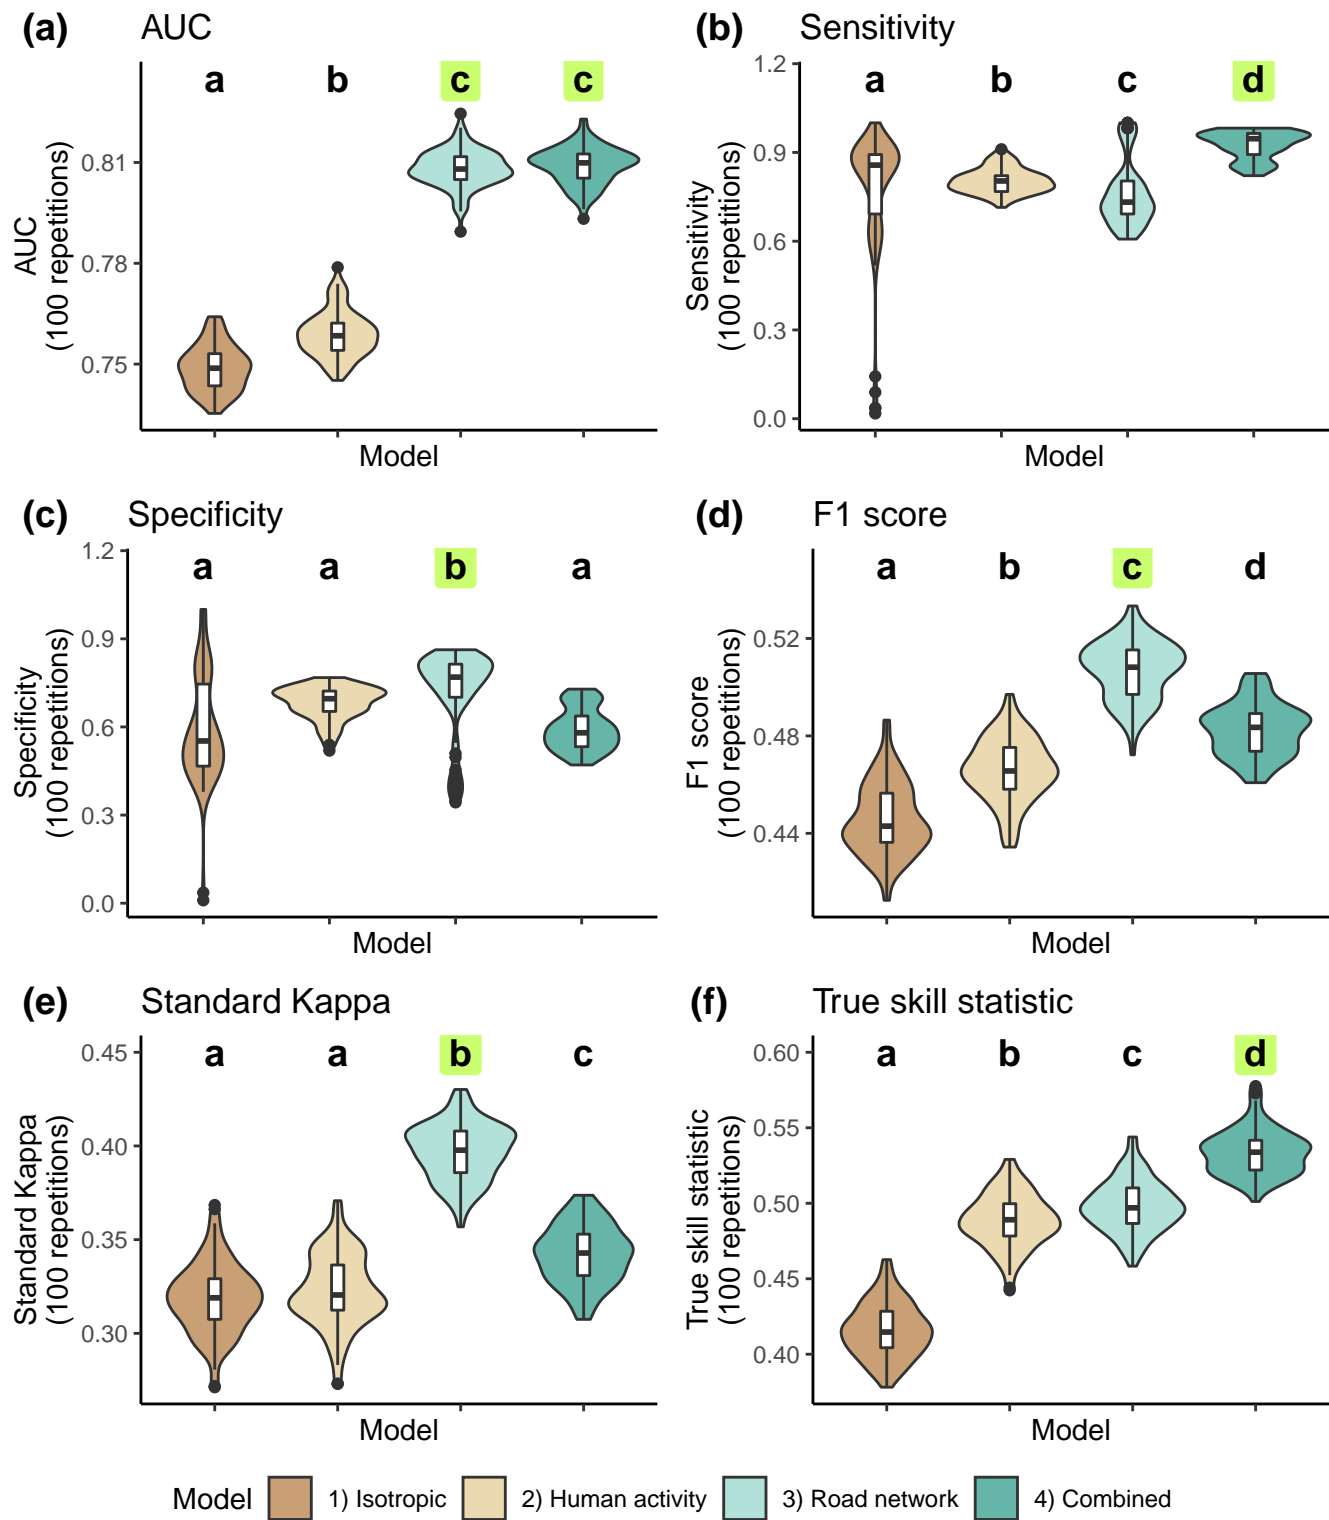 (a) AUC
a b c c
0.81
0.78
0.75
AUC
(100 repetitions)
Model
(b) Sensitivity
a b c d
1.2
0.9
0.6
0.3
0.0
Sensitivity
(100 repetitions)
Model
(c) Specificity
a a b a
1.2
0.9
0.6
0.3
0.0
Specificity
(100 repetitions)
Model
(d) F1 score
a b c d
0.52
0.48
0.44
F1 score
(100 repetitions)
Model
(e) Standard Kappa
a a b c
0.45
0.40
0.35
0.30
Standard Kappa
(100 repetitions)
Model
(f) True skill statistic
a b c d
0.60
0.55
0.50
0.45
0.40
True skill statistic
(100 repetitions)
Model
Model 1) Isotropic 2) Human activity 3) Road network 4) Combined